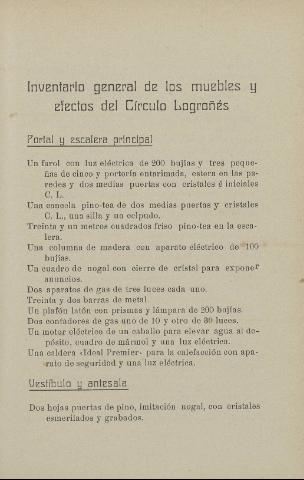 Inventario general de los muebles y
efectos del Círculo Logroñés
Portal y escalera principal
Un farol con luz eléctrica de 200 bujías y tres peque-
ñas de cinco y portería entarimada, estera en las pa-
redes y dos medias puertas con cristales é iniciales
C. L.
Una cancela pino-tea de dos medias puertas y cristales
C. L., una silla y un felpudo.
Treinta y un metros cuadrados friso pino-tea en la esca-
lera.
Una columna de madera con aparato eléctrico de 100
bujías.
Un cuadro de nogal con cierre de cristal para exponer
anuncios.
Dos aparatos de gas de tres luces cada uno.
Treinta y dos barras de metal
Un plafón latón con prismas y lámpara de 200 bujías.
Dos contadores de gas uno de 10 y otro de 30 luces.
Un motor eléctrico de un caballo para elevar agua al de-
pósito, cuadro de mármol y una luz eléctrica.
Una caldera «Ideal Premier» para la calefacción con apa-
rato de seguridad y una luz eléctrica.
Vestíbulo y antesala
Dos hojas puertas de pino, imitación nogal, con cristales
esmerilados y grabados.